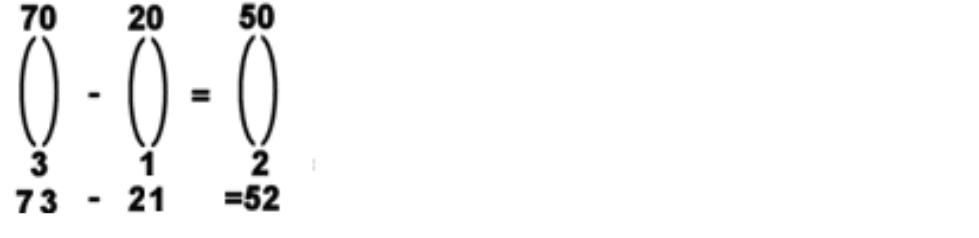 70 20 50
() - () = ()
3 1 2
73 - 21 =52